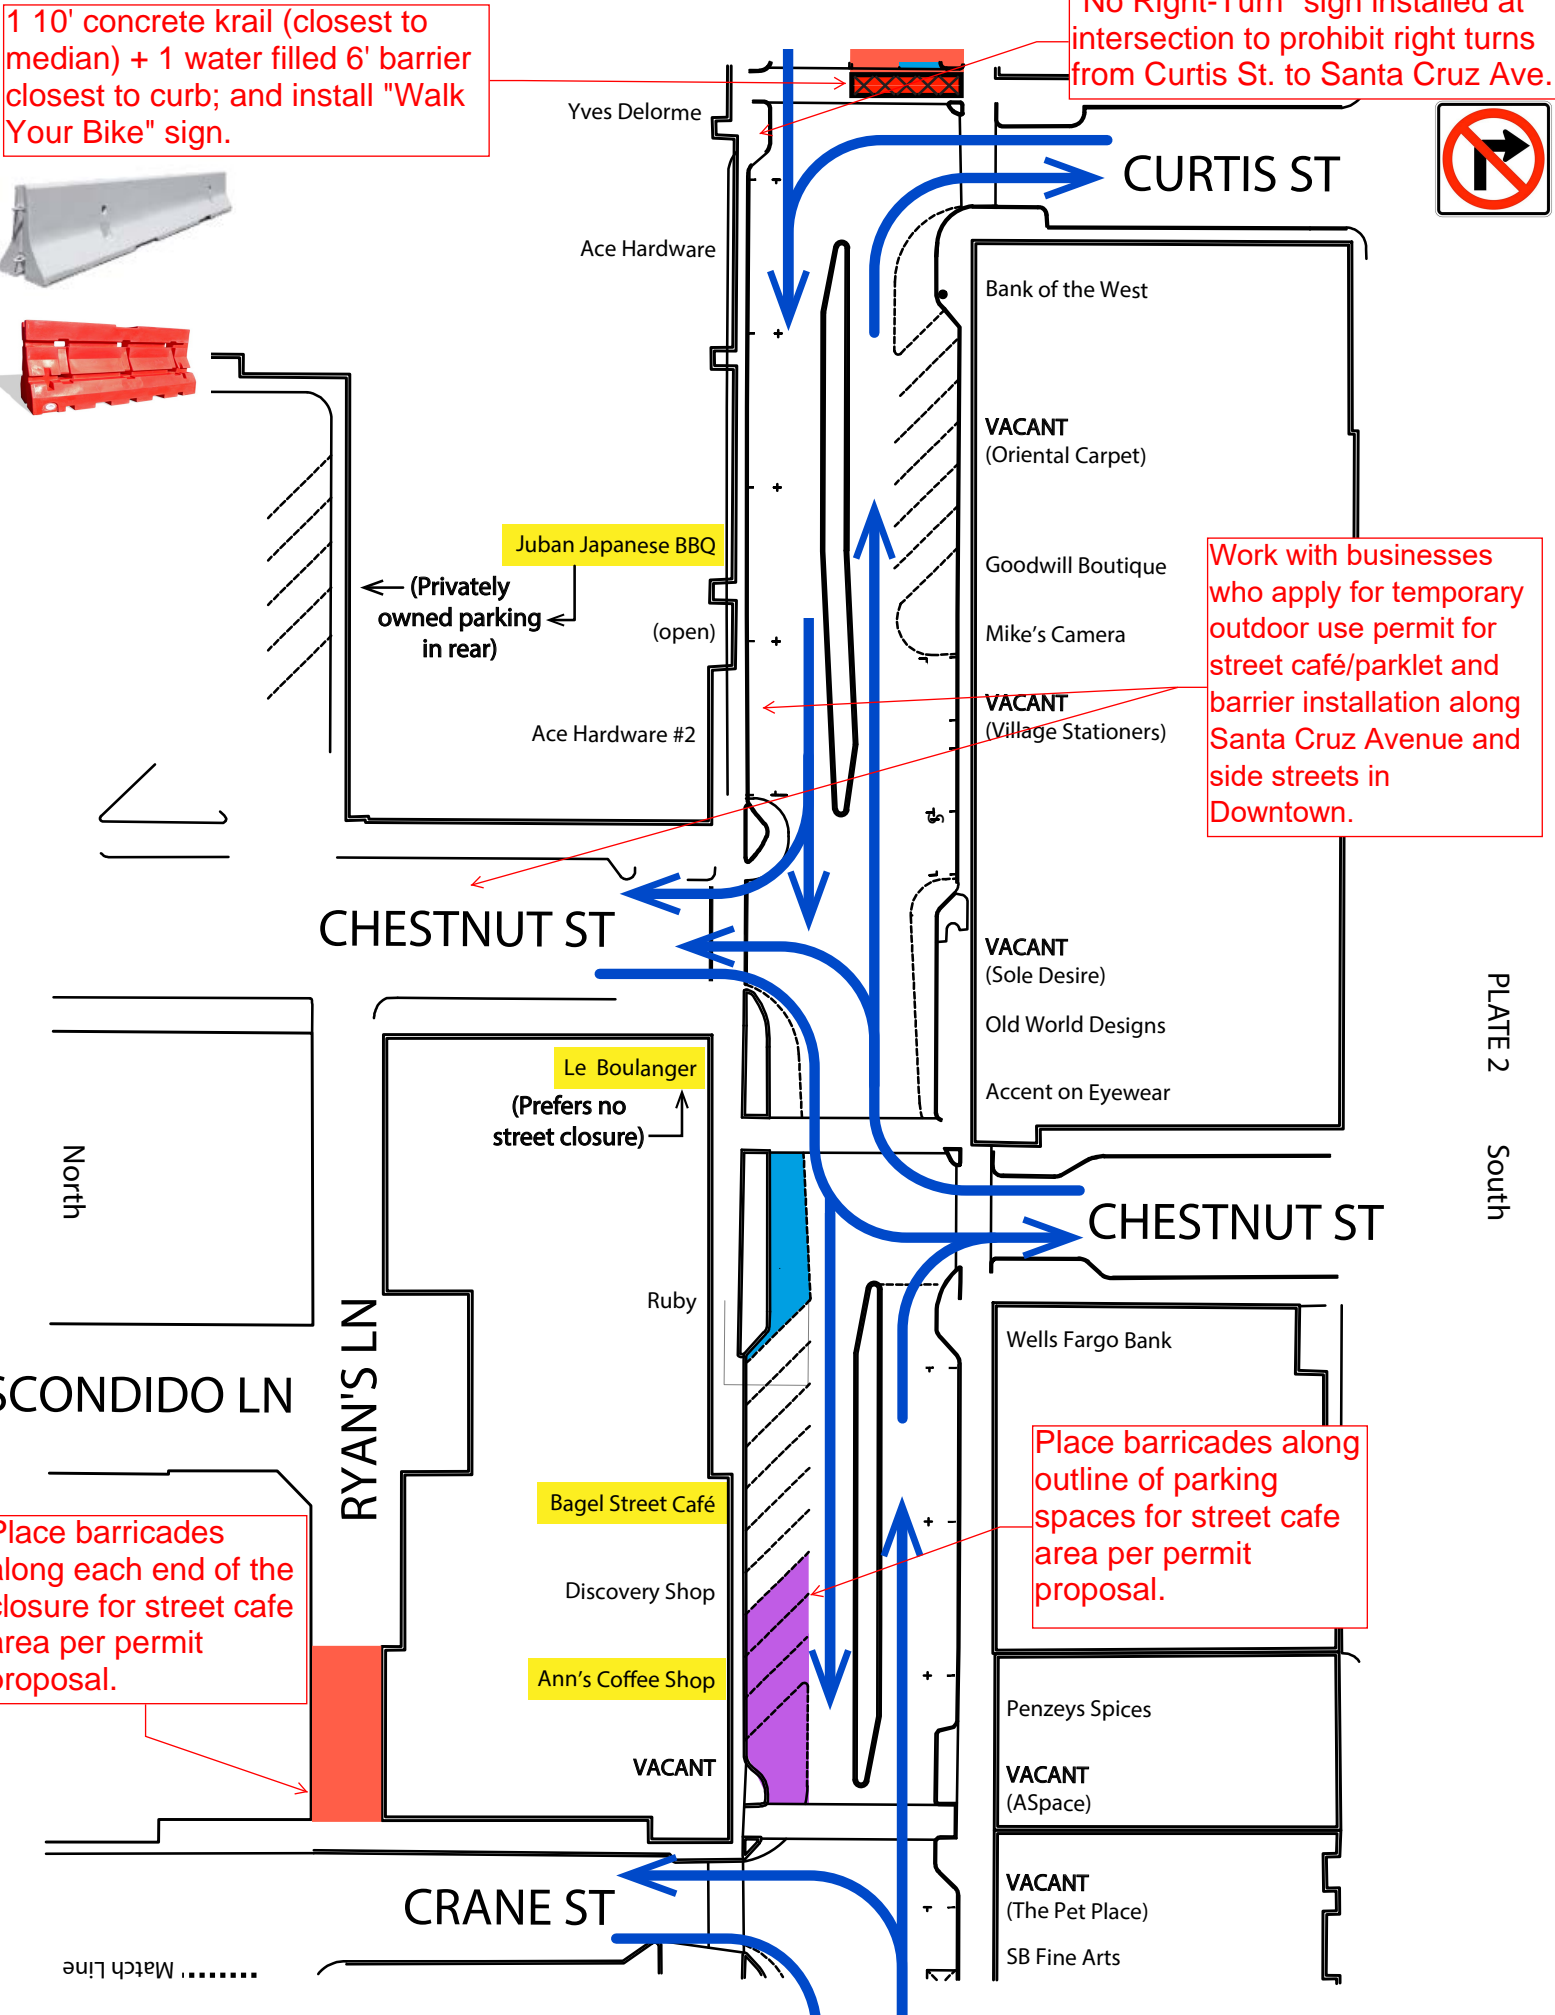 1 10' concrete krail (closest to
median) + 1 water filled 6' barrier
closest to curb; and install "Walk
Your Bike" sign.
"No Right-Turn" sign installed at
intersection to prohibit right turns
from Curtis St. to Santa Cruz Ave.
Yves Delorme
CURTIS ST
Ace Hardware
Bank of the West
VACANT
(Oriental Carpet)
Juban Japanese BBQ
(Privately
owned parking
in rear)
(open)
Goodwill Boutique
Mike's Camera
Work with businesses
who apply for temporary
outdoor use permit for
street café/parklet and
barrier installation along
Santa Cruz Avenue and
side streets in
Downtown.
VACANT
(Village Stationers)
Ace Hardware #2
CHESTNUT ST
VACANT
(Sole Desire)
Old World Designs
Accent on Eyewear
PLATE 2
South
Le Boulanger
(Prefers no
street closure)
North
CHESTNUT ST
Ruby
Wells Fargo Bank
SCONDIDO LN
RYAN'S LN
Place barricades along
outline of parking
spaces for street cafe
area per permit
proposal.
Bagel Street Café
Place barricades
along each end of the
closure for street cafe
area per permit
proposal.
Discovery Shop
Ann's Coffee Shop
VACANT
Penzeys Spices
VACANT
(ASpace)
CRANE ST
VACANT
(The Pet Place)
SB Fine Arts
Match Line